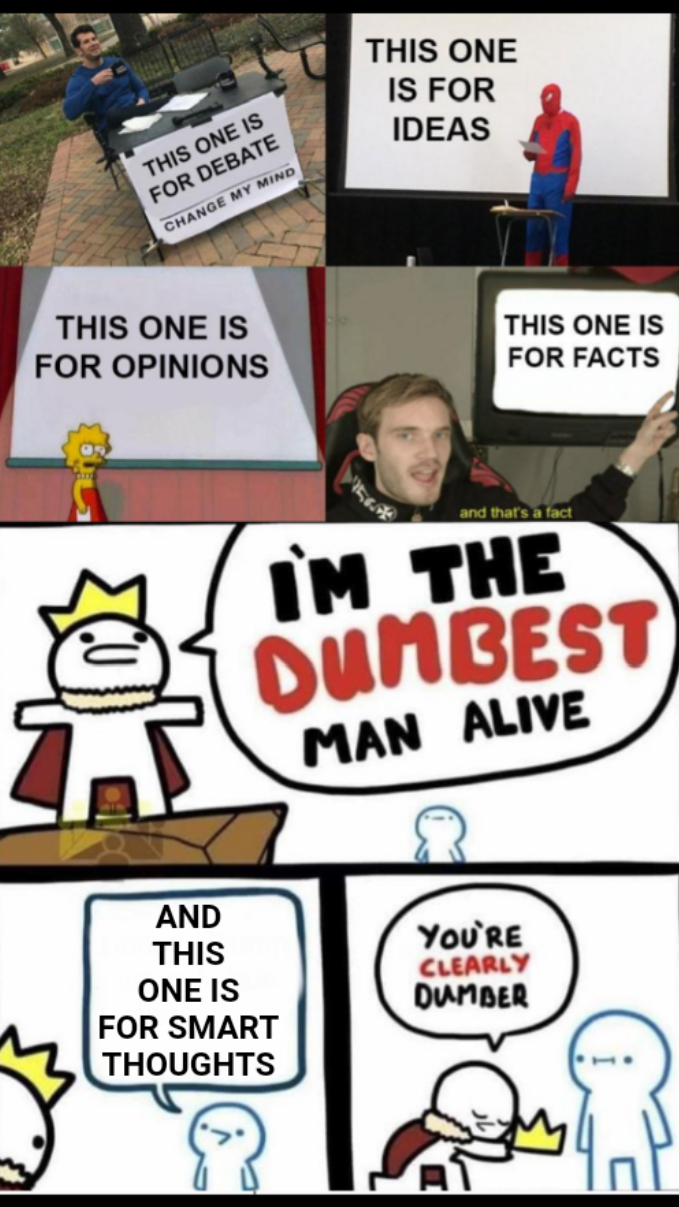 THIS ONE IS
FOR DEBATE
CHANGE MY MIND
THIS ONE
IS FOR
IDEAS
THIS ONE IS
FOR OPINIONS
THIS ONE IS
FOR FACTS
and that's a fact
I'M THE
DUMBEST
MAN ALIVE
AND
THIS
ONE IS
FOR SMART
THOUGHTS
YOU'RE
CLEARLY
DUMBER